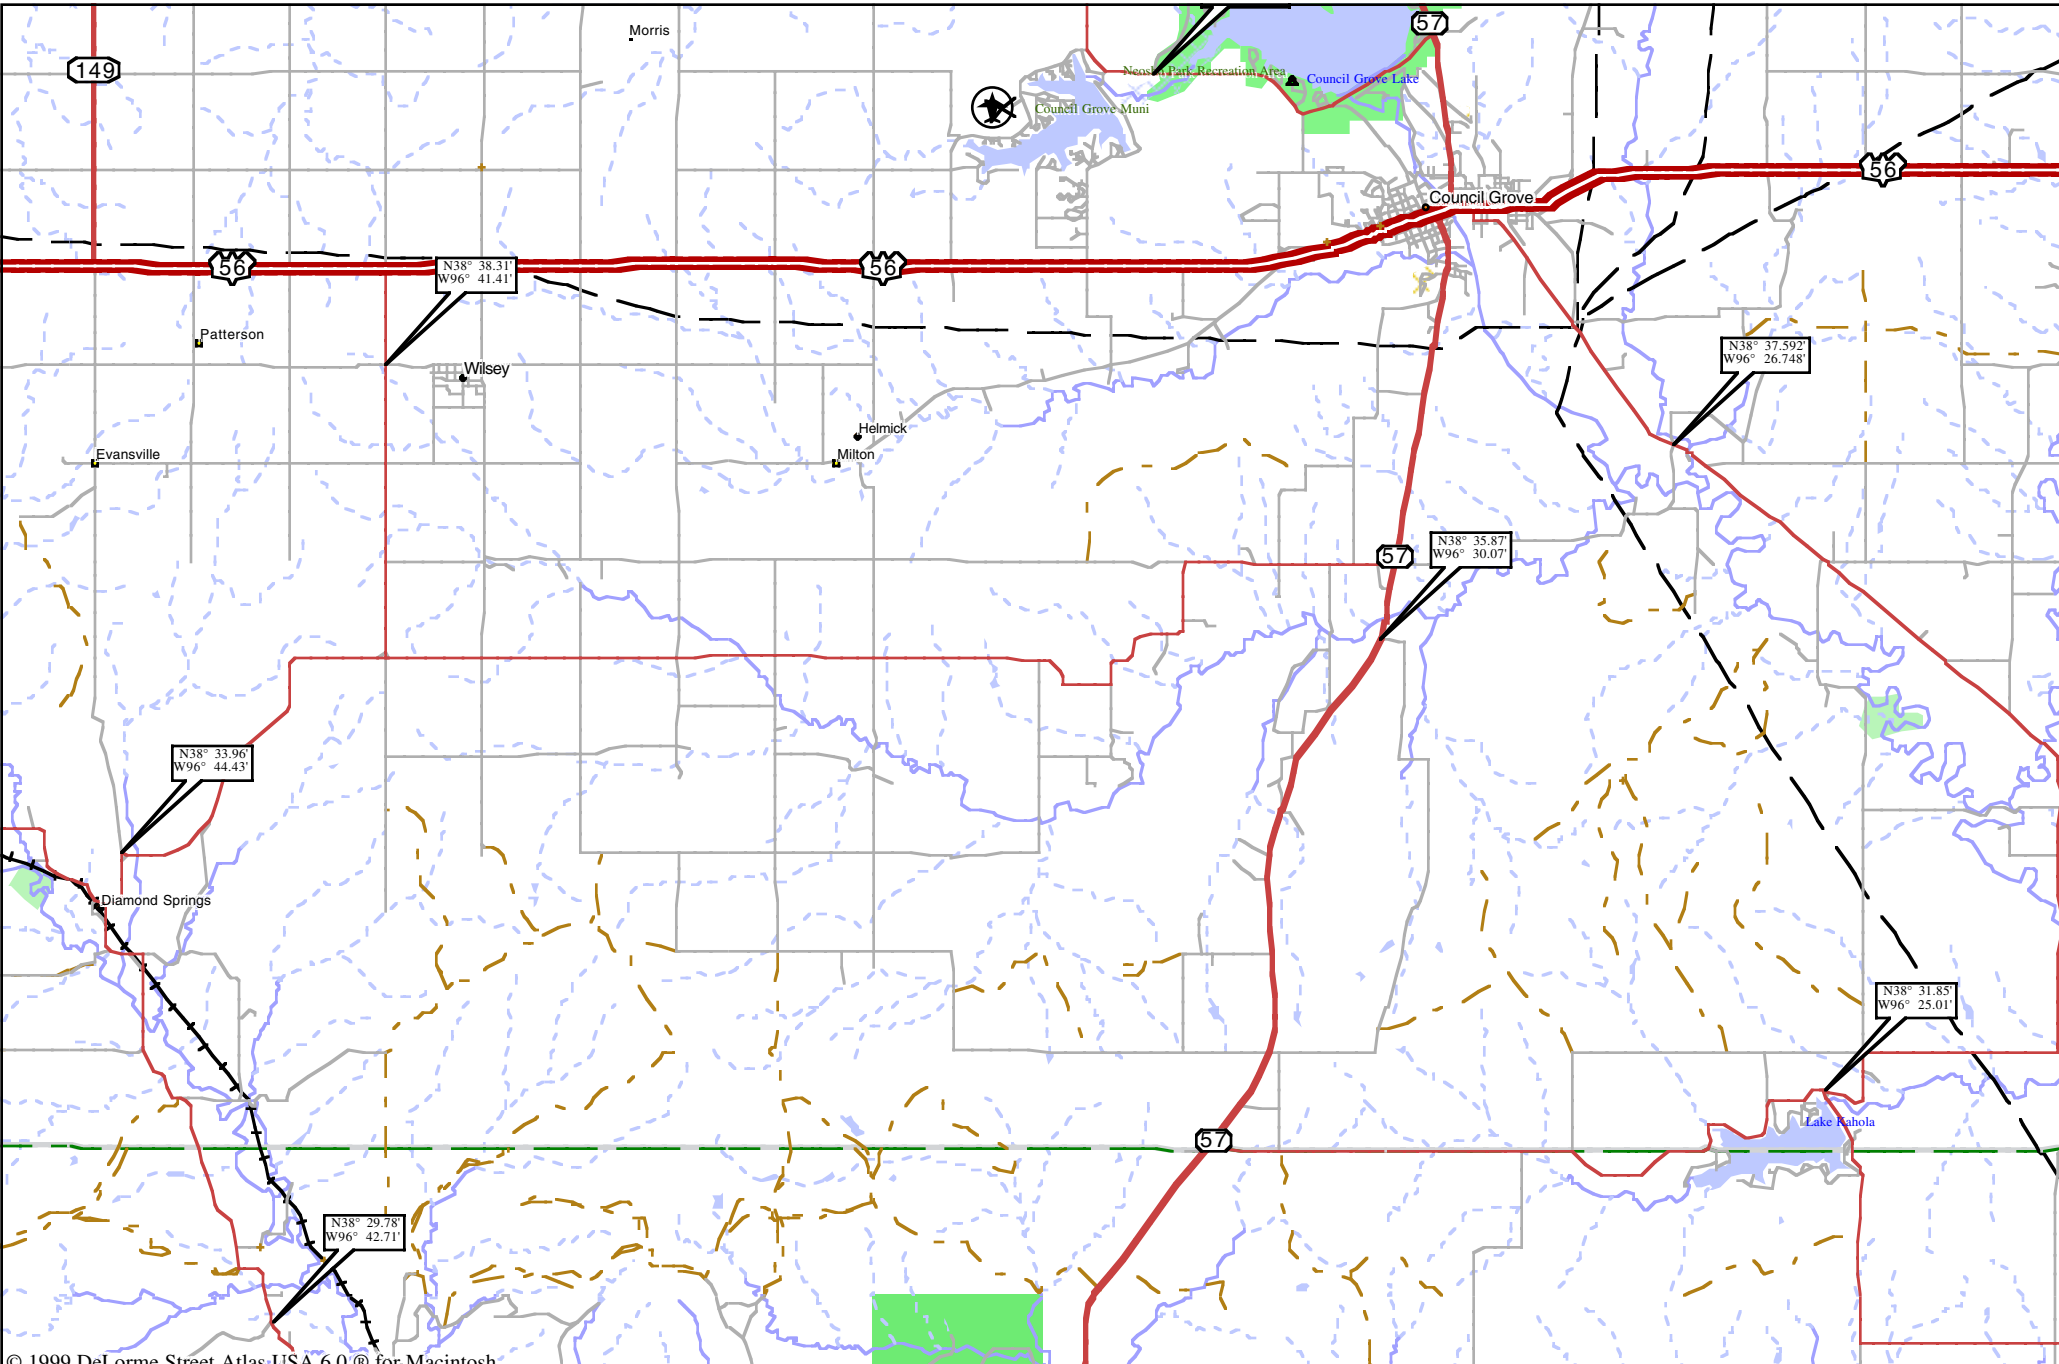 57
Morris
149
Neosho Park Recreation Area
Council Grove Lake
Council Grove Muni
56
Council Grove
56
56
N38° 38.31'
W96° 41.41'
Patterson
N38° 37.592'
W96° 26.748'
Wilsey
Helmick
Evansville
Milton
57
N38° 35.87'
W96° 30.07'
N38° 33.96'
W96° 44.43'
Diamond Springs
N38° 31.85'
W96° 25.01'
Lake Kahola
57
N38° 29.78'
W96° 42.71'
© 1999 DeLorme Street Atlas USA 6.0 ® for Macintosh